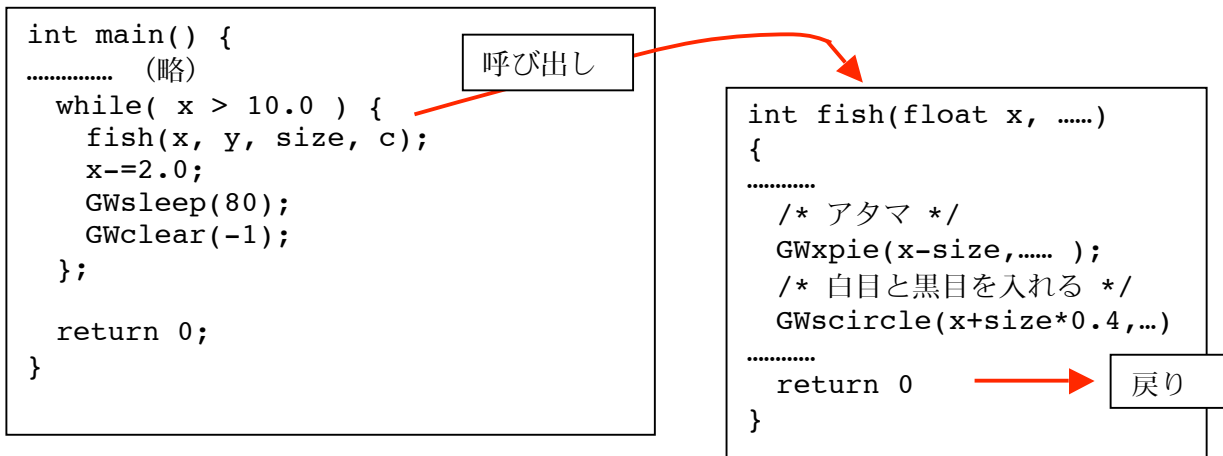 int main() {
…………… （略）
while( x > 10.0 ) {
fish(x, y, size, c);
x-=2.0;
GWsleep(80);
GWclear(-1);
};
return 0;
}
呼び出し
int fish(float x, ……)
{
…………
/* アタマ */
GWxpie(x-size,…… );
/* 白目と黒目を入れる */
GWscircle(x+size*0.4,…)
…………
return 0
}
戻り